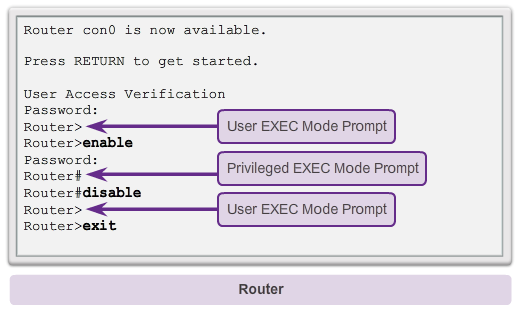 Router con0 is now available.
Press RETURN to get started.
User Access Verification
Password:
Router>
User EXEC Mode Prompt
Router>enable
Password:
Router#
Privileged EXEC Mode Prompt
Router#disable
Router>
User EXEC Mode Prompt
Router>exit
Router